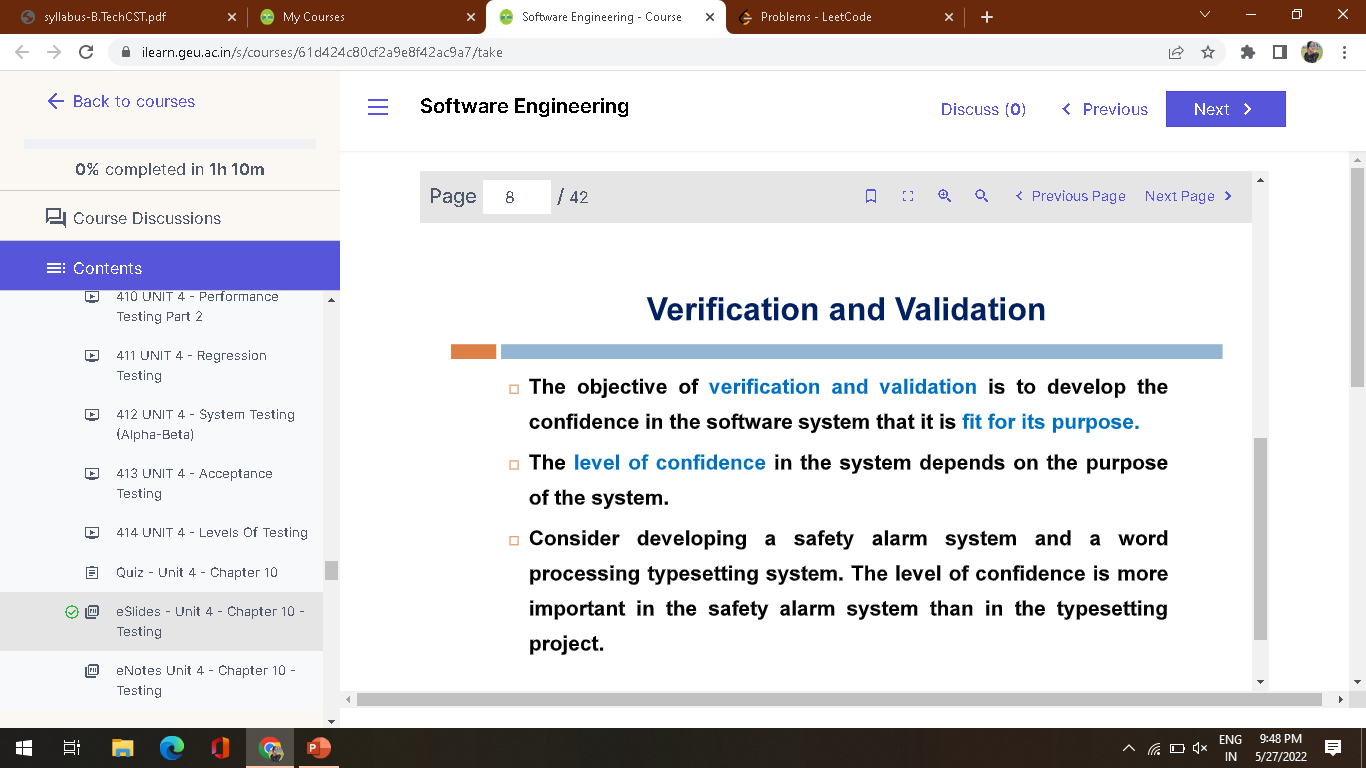 syllabus-B.TechCST.pdf
My Courses
Software Engineering - Course
Problems - LeetCode
ilearn.geu.ac.in/s/courses/61d424c80cf2a9e8f42ac9a7/take
Back to courses
0% completed in 1h 10m
Course Discussions
Contents
410 UNIT 4 - Performance
Testing Part 2
411 UNIT 4 - Regression
Testing
412 UNIT 4 - System Testing
(Alpha-Beta)
413 UNIT 4 - Acceptance
Testing
414 UNIT 4 - Levels Of Testing
Quiz - Unit 4 - Chapter 10
eSlides - Unit 4 - Chapter 10 -
Testing
eNotes Unit 4 - Chapter 10 -
Testing
Software Engineering
Discuss (0)
Previous
Next
Page 8 / 42
Previous Page
Next Page
Verification and Validation
The objective of verification and validation is to develop the
confidence in the software system that it is fit for its purpose.
The level of confidence in the system depends on the purpose
of the system.
Consider developing a safety alarm system and a word
processing typesetting system. The level of confidence is more
important in the safety alarm system than in the typesetting
project.
ENG
IN
9:48 PM
5/27/2022